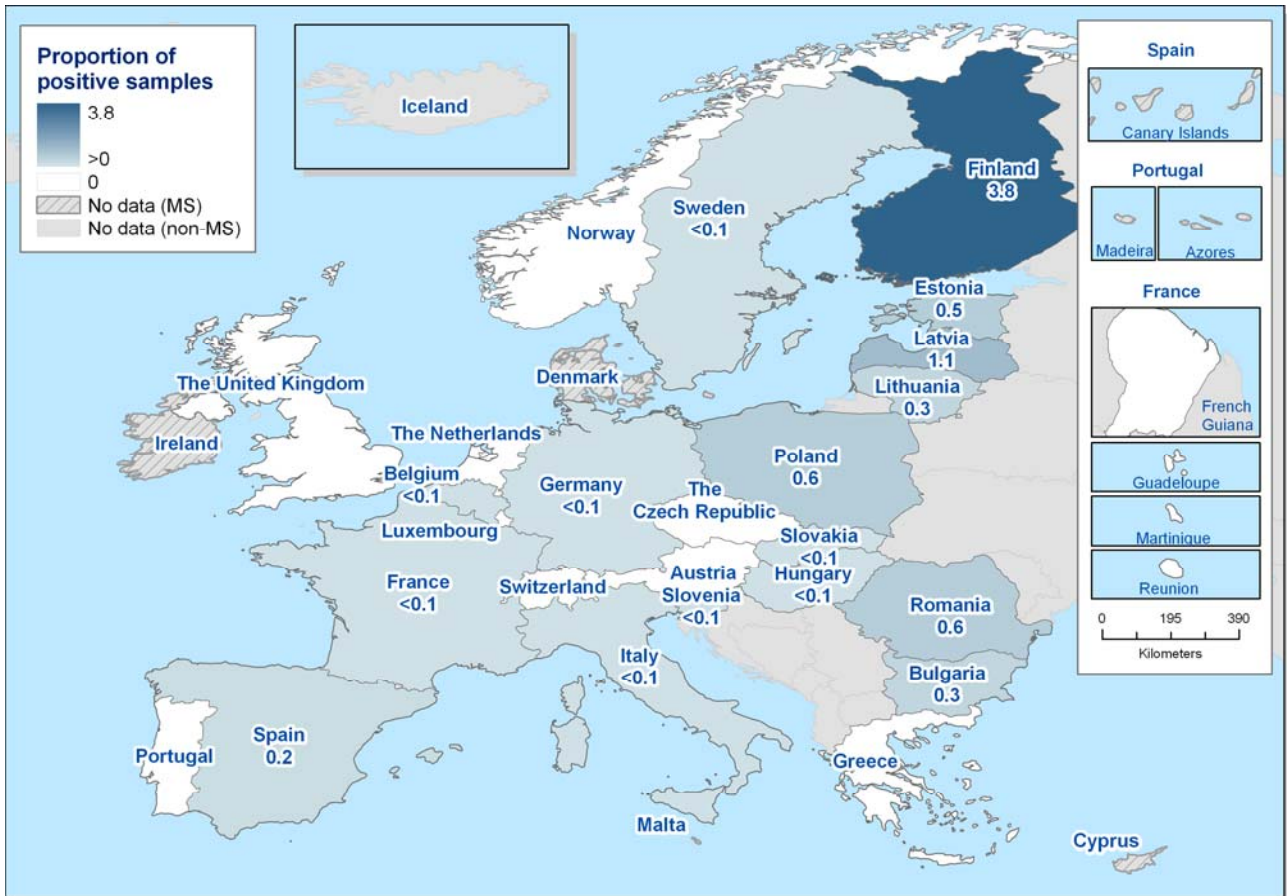 Proportion of
positive samples
3.8
>0
0
No data (MS)
No data (non-MS)
Iceland
Norway
Sweden
<0.1
Finland
3.8
Estonia
0.5
Latvia
1.1
Lithuania
0.3
Denmark
The United Kingdom
Ireland
The Netherlands
Belgium
<0.1
Luxembourg
Germany
<0.1
Poland
0.6
The
Czech Republic
Slovakia
<0.1
Hungary
<0.1
Austria
Slovenia
<0.1
Switzerland
France
<0.1
Italy
<0.1
Romania
0.6
Bulgaria
0.3
Spain
0.2
Portugal
Greece
Malta
Cyprus
Spain
Canary Islands
Portugal
Madeira
Azores
France
French
Guiana
Guadeloupe
Martinique
Reunion
0 195 390
Kilometers